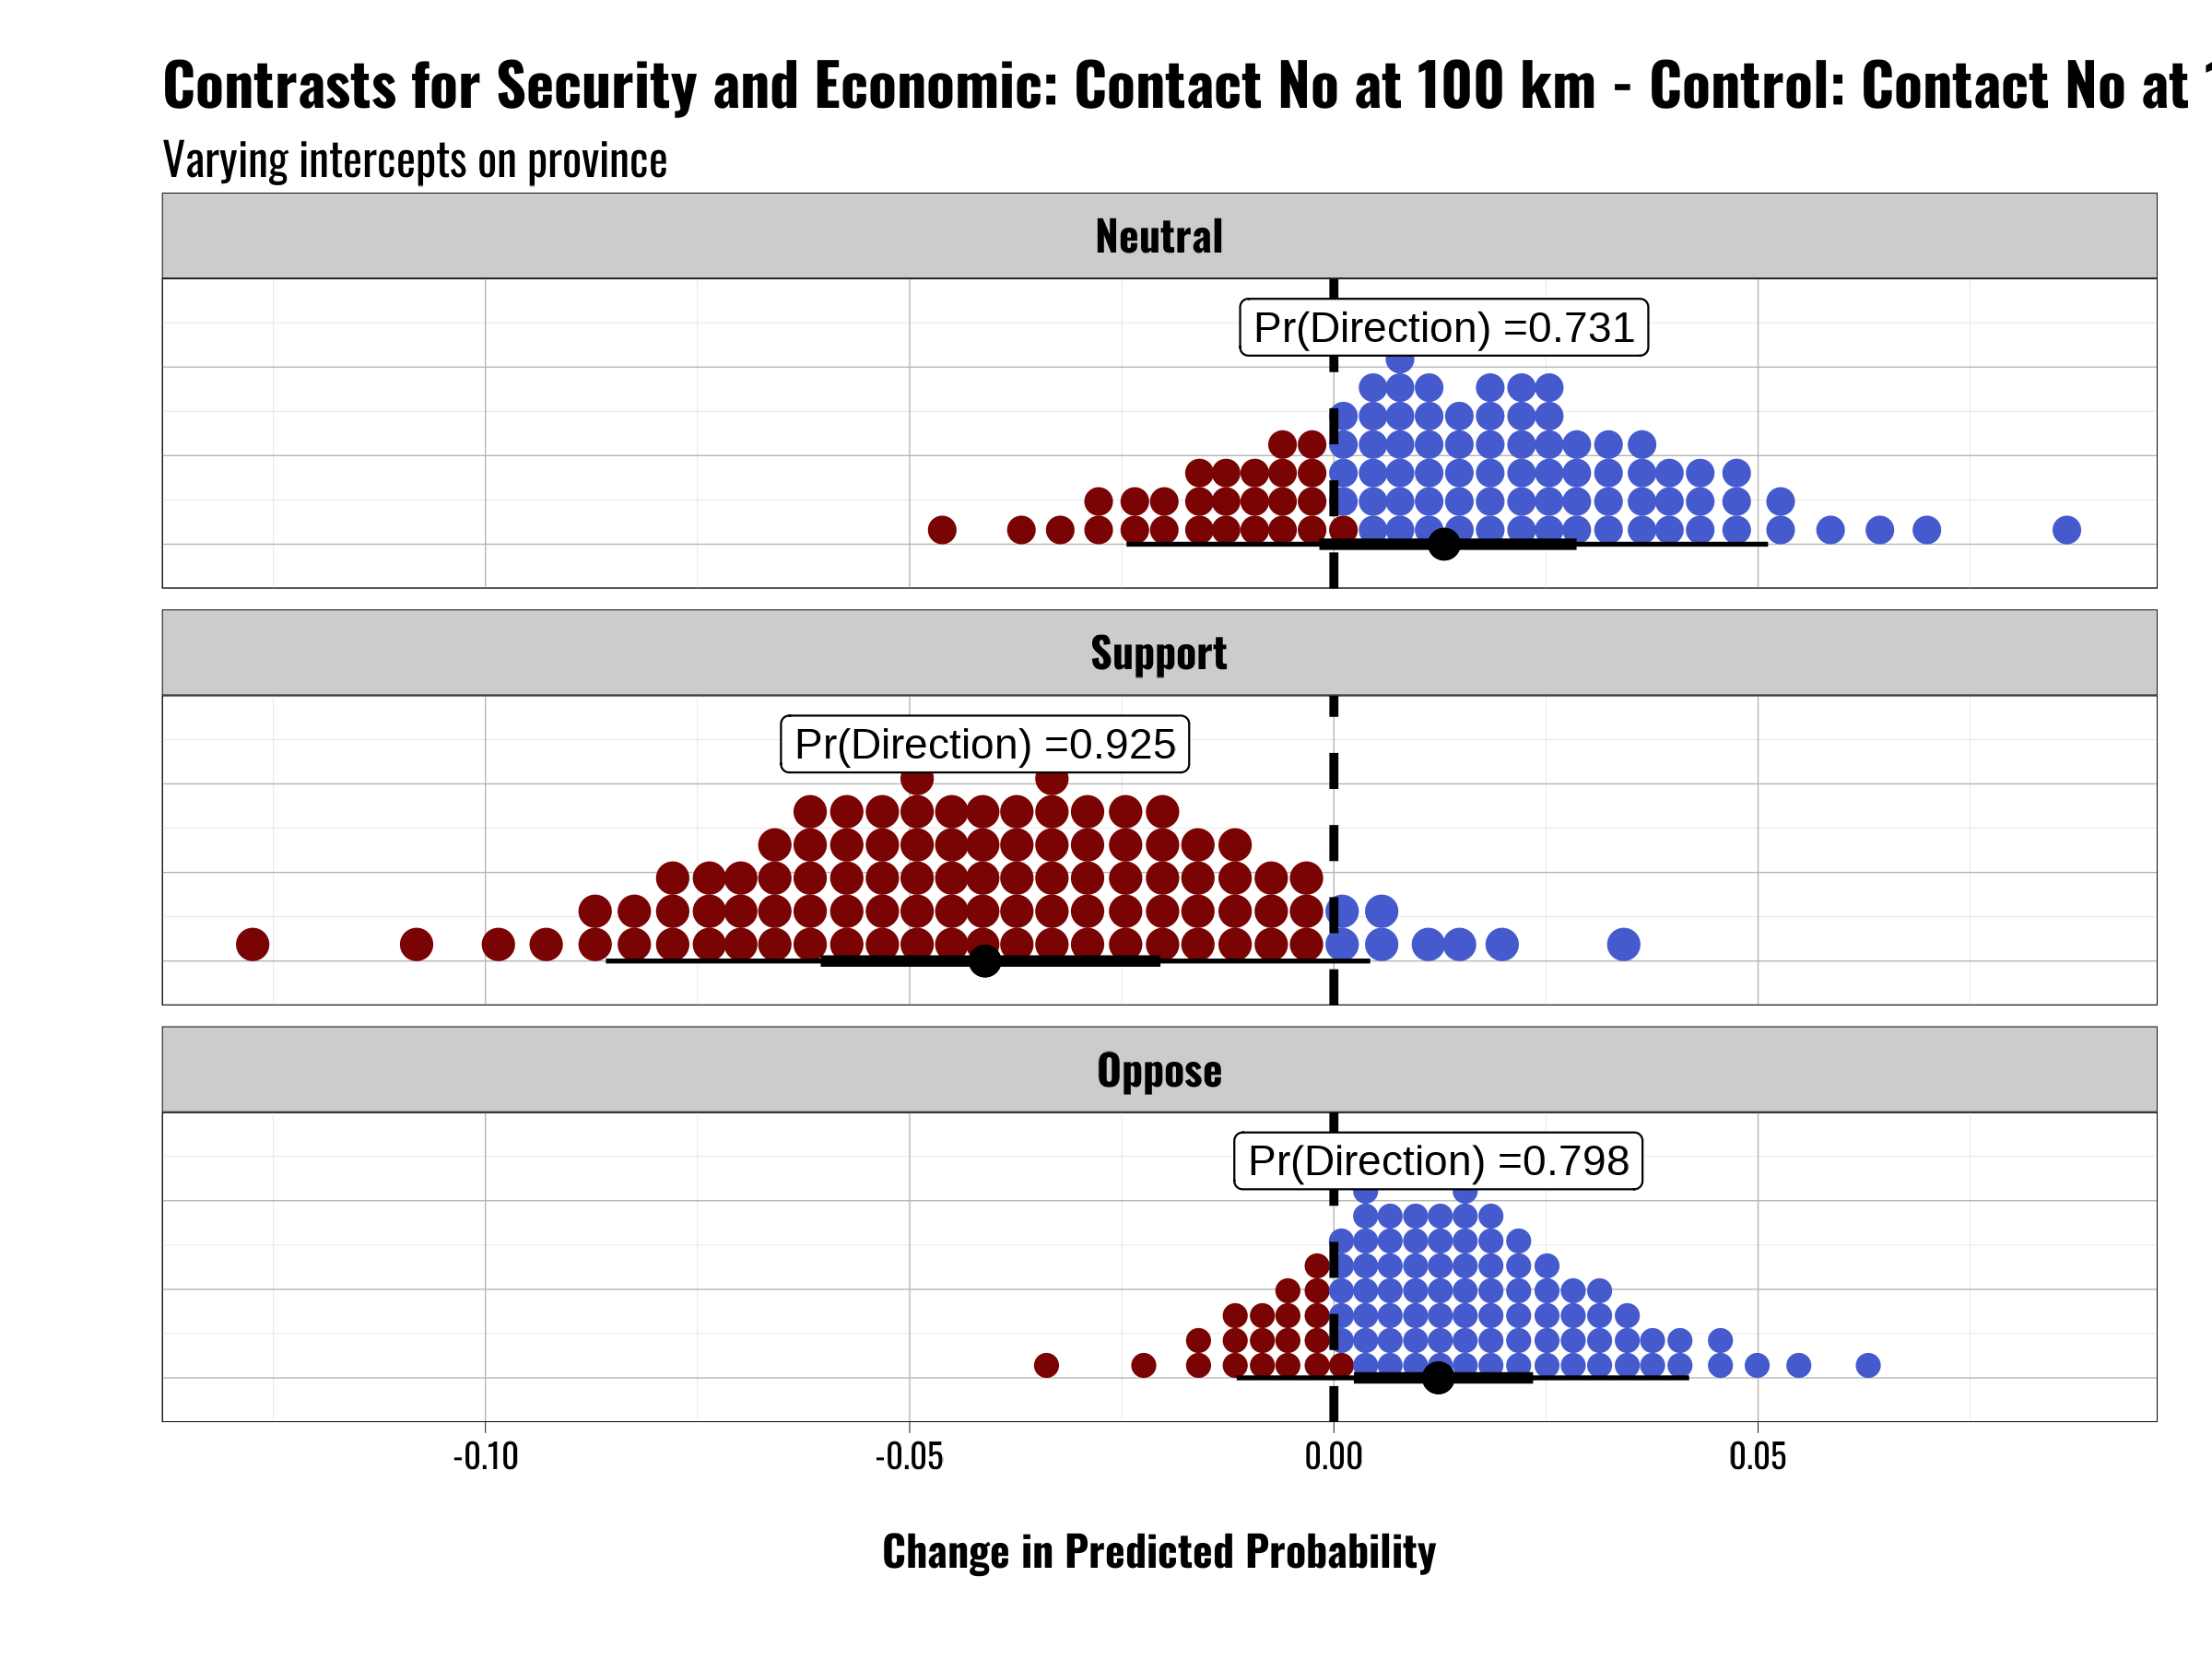 Contrasts for Security and Economic: Contact No at 100 km - Control: Contact No at
Varying intercepts on province
Neutral
Pr(Direction) =0.731
Support
Pr(Direction) =0.925
Oppose
Pr(Direction) =0.798
-0.10 -0.05 0.00 0.05
Change in Predicted Probability